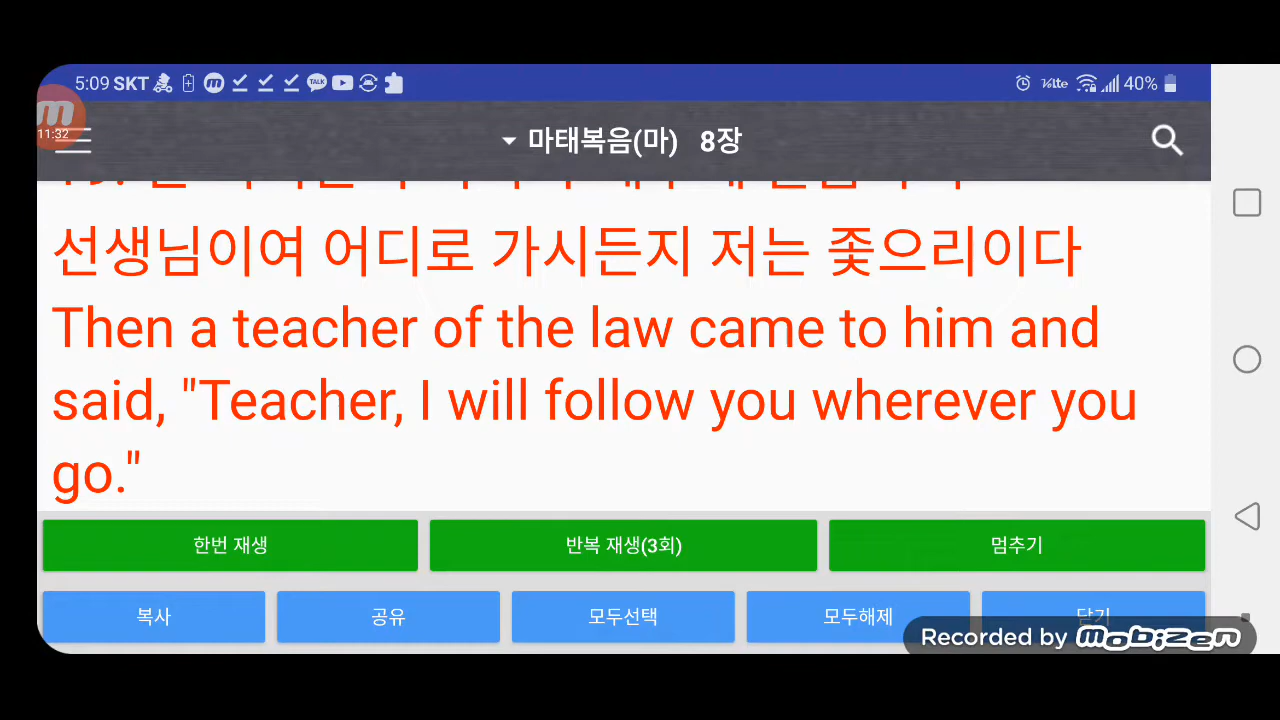 5:09 SKT
40%
11:32
마태복음(마) 8장
선생님이여 어디로 가시든지 저는 좇으리이다
Then a teacher of the law came to him and
said, "Teacher, I will follow you wherever you
go."
한번 재생 반복 재생(3회) 멈추기
복사 공유 모두선택 모두해제 닫기
Recorded by mobizen